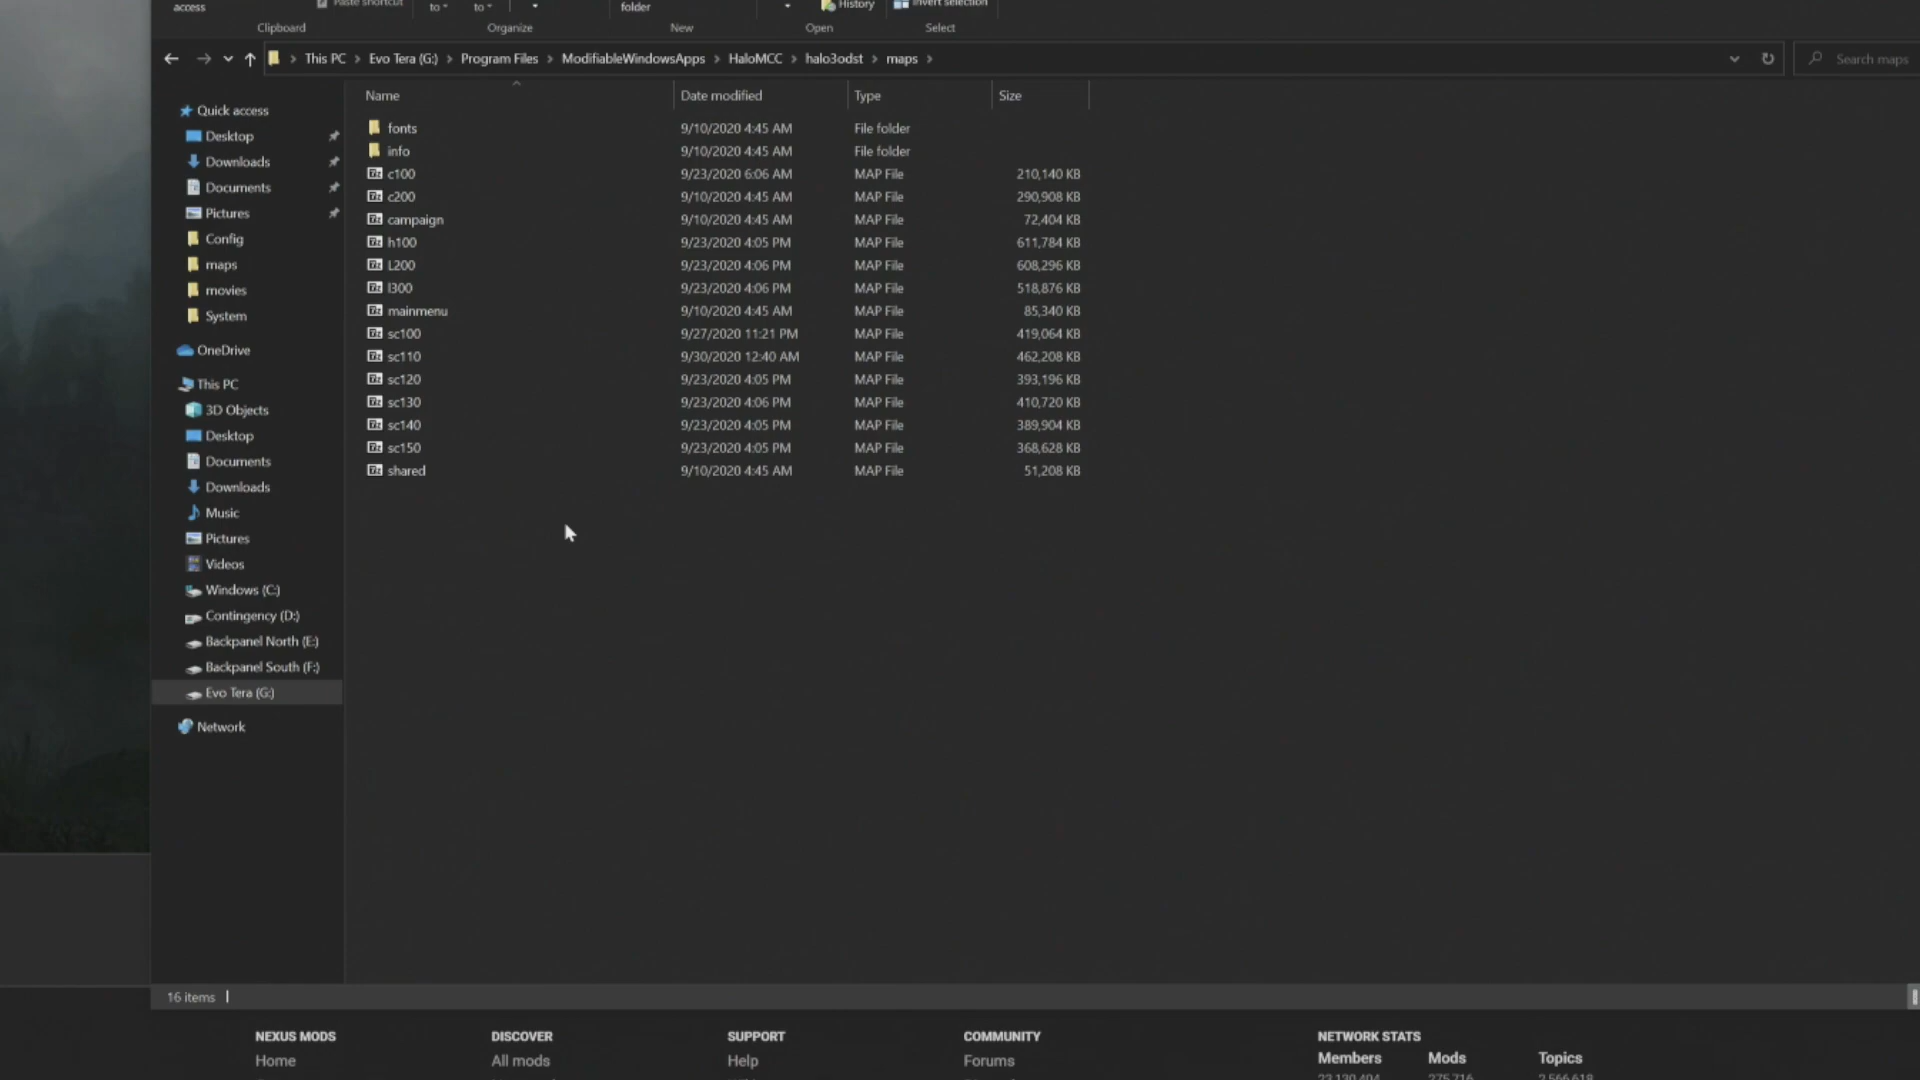 access
Paste shortcut
to
to
folder
History
Invert selection
Clipboard
Organize
New
Open
Select
This PC > Evo Tera (G:) > Program Files > ModifiableWindowsApps > HaloMCC > halo3odst > maps >
Search maps
Name Date modified Type Size
fonts 9/10/2020 4:45 AM File folder
info 9/10/2020 4:45 AM File folder
c100 9/23/2020 6:06 AM MAP File 210,140 KB
c200 9/10/2020 4:45 AM MAP File 290,908 KB
campaign 9/10/2020 4:45 AM MAP File 72,404 KB
h100 9/23/2020 4:05 PM MAP File 611,784 KB
L200 9/23/2020 4:06 PM MAP File 608,296 KB
l300 9/23/2020 4:06 PM MAP File 518,876 KB
mainmenu 9/10/2020 4:45 AM MAP File 85,340 KB
sc100 9/27/2020 11:21 PM MAP File 419,064 KB
sc110 9/30/2020 12:40 AM MAP File 462,208 KB
sc120 9/23/2020 4:05 PM MAP File 393,196 KB
sc130 9/23/2020 4:06 PM MAP File 410,720 KB
sc140 9/23/2020 4:05 PM MAP File 389,904 KB
sc150 9/23/2020 4:05 PM MAP File 368,628 KB
shared 9/10/2020 4:45 AM MAP File 51,208 KB
Quick access
Desktop
Downloads
Documents
Pictures
Config
maps
movies
System
OneDrive
This PC
3D Objects
Desktop
Documents
Downloads
Music
Pictures
Videos
Windows (C:)
Contingency (D:)
Backpanel North (E:)
Backpanel South (F:)
Evo Tera (G:)
Network
16 items
NEXUS MODS
Home
DISCOVER
All mods
SUPPORT
Help
COMMUNITY
Forums
NETWORK STATS
Members Mods Topics